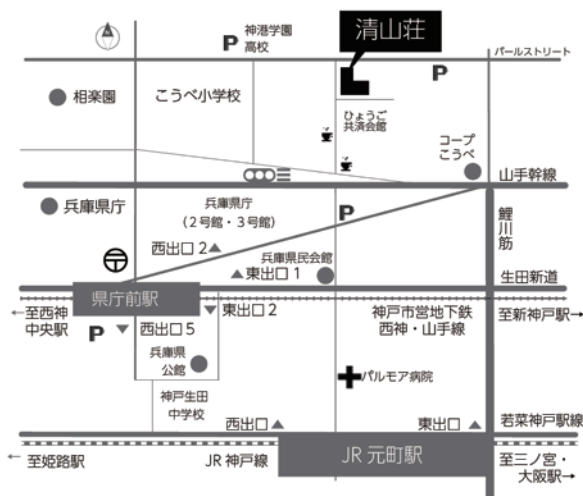 神港学園
高校
P
清山荘
パールストリート
P
相楽園
こうべ小学校
ひょうご
共済会館
コープ
こうべ
山手幹線
兵庫県庁
兵庫県庁
(2号館・3号館)
P
鯉川筋
西出口2
兵庫県民会館
東出口1
生田新道
県庁前駅
←至西神
中央駅
P
西出口5
東出口2
神戸市営地下鉄
西神・山手線
至新神戸駅→
兵庫県
公館
パルモア病院
神戸生田
中学校
西出口
東出口
若菜神戸駅線
←
至姫路駅
JR神戸線
JR元町駅
至三ノ宮・
大阪駅→